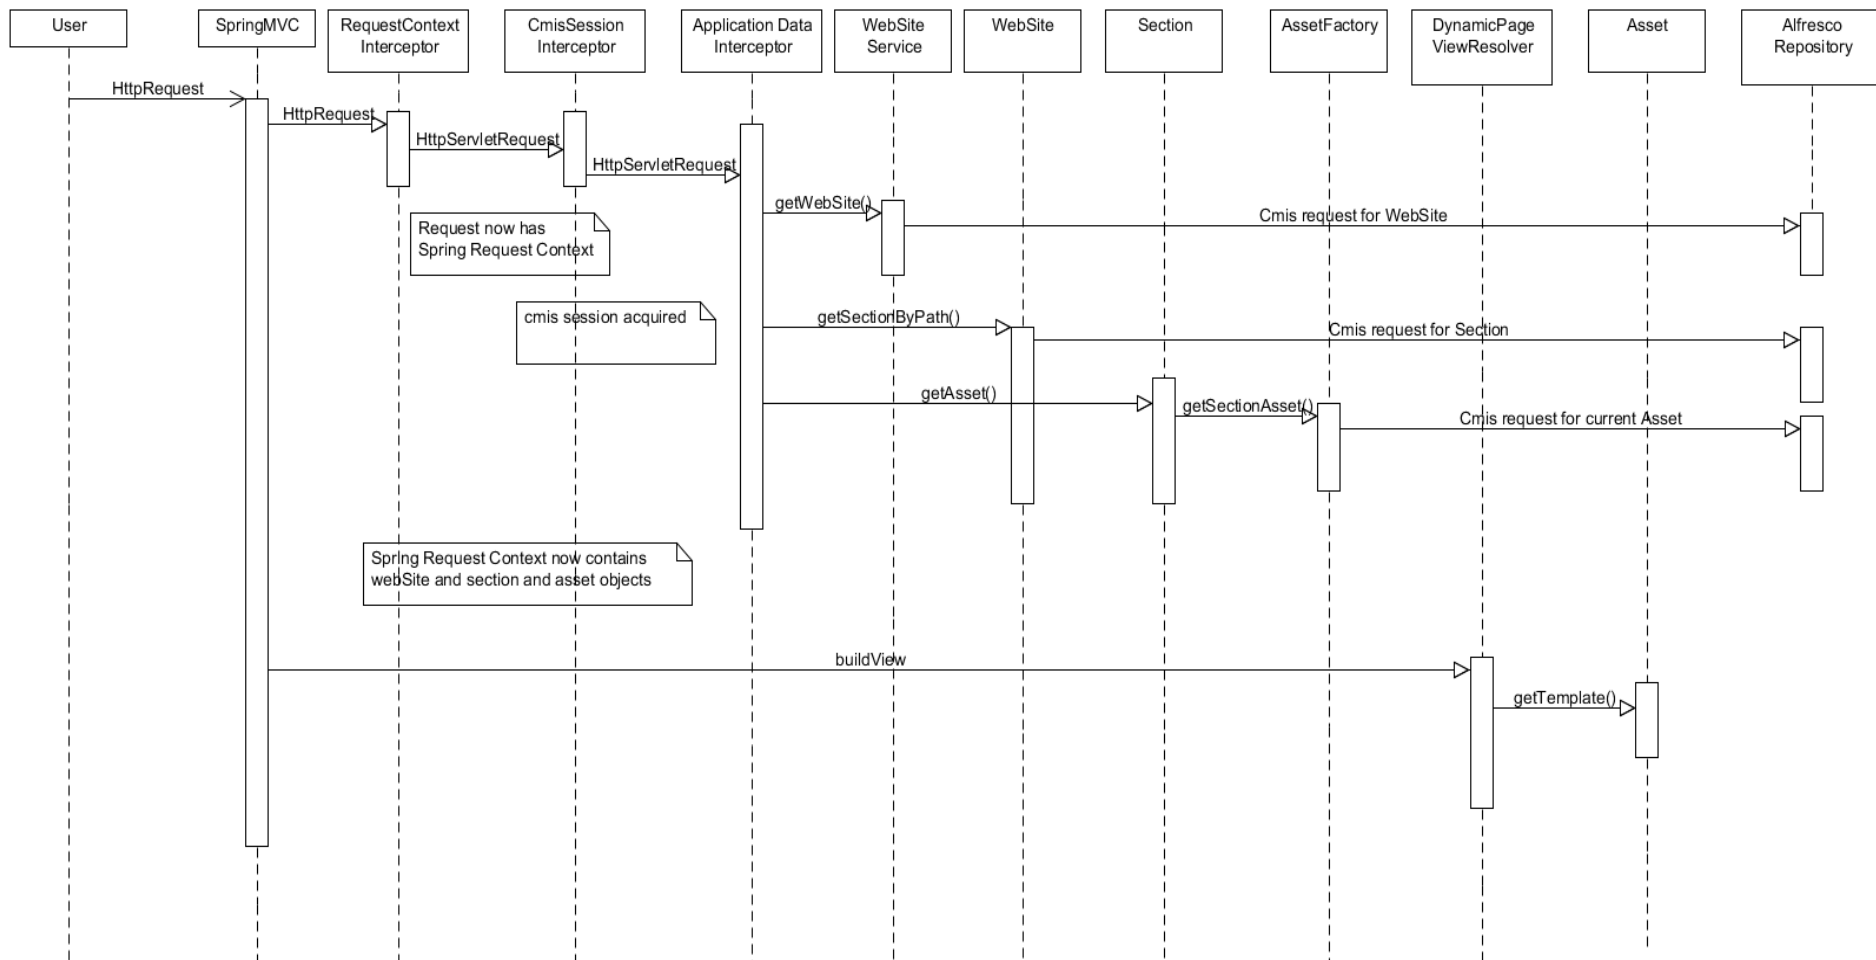 User
SpringMVC
RequestContext
Interceptor
CmisSession
Interceptor
Application Data
Interceptor
WebSite
Service
WebSite
Section
AssetFactory
DynamicPage
ViewResolver
Asset
Alfresco
Repository
HttpRequest
HttpRequest
HttpServletRequest
HttpServletRequest
getWebSite()
Cmis request for WebSite
Request now has
Spring Request Context
cmis session acquired
getSectionByPath()
Cmis request for Section
getAsset()
getSectionAsset()
Cmis request for current Asset
Spring Request Context now contains
webSite and section and asset objects
buildView
getTemplate()